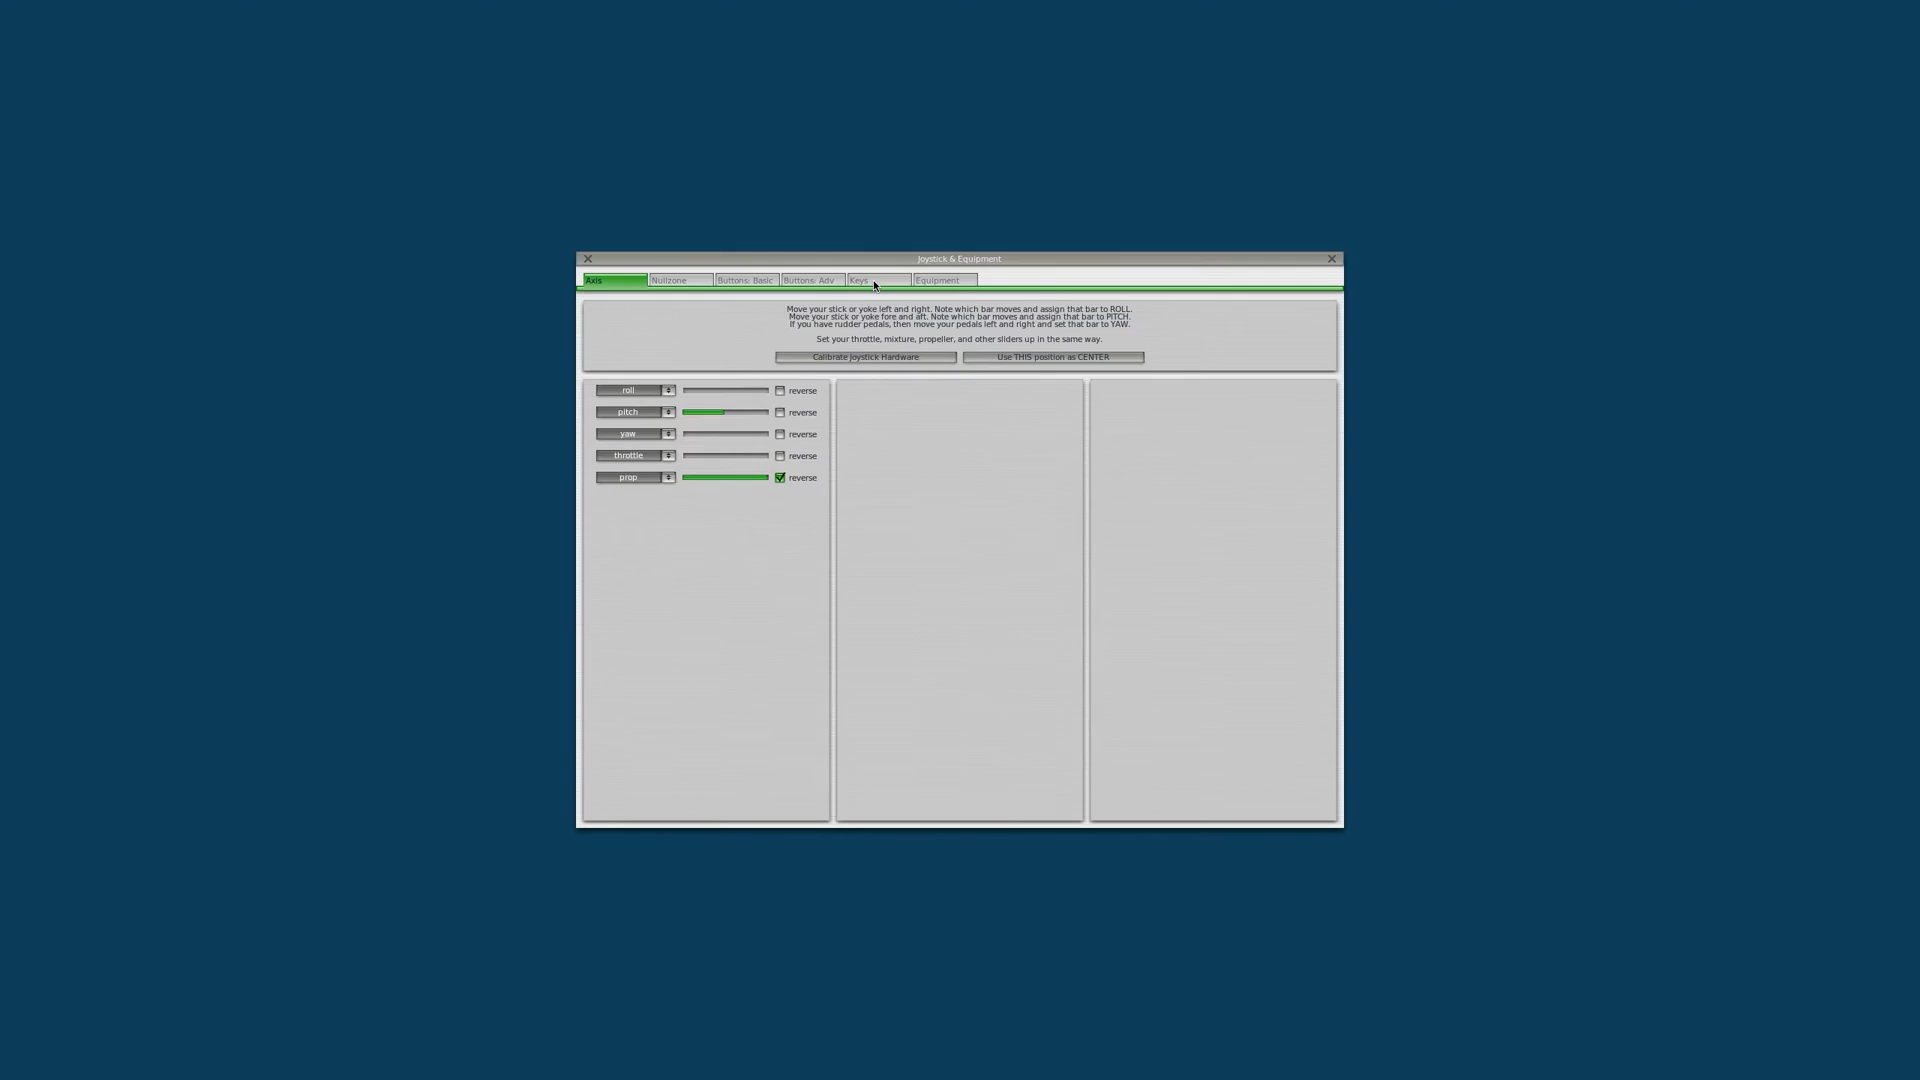 Joystick & Equipment
Axis Nullzone Buttons: Basic Buttons: Adv Keys Equipment
Move your stick or yoke left and right. Note which bar moves and assign that bar to ROLL.
Move your stick or yoke fore and aft. Note which bar moves and assign that bar to PITCH.
If you have rudder pedals, then move your pedals left and right and set that bar to YAW.
Set your throttle, mixture, propeller, and other sliders up in the same way.
Calibrate Joystick Hardware Use THIS position as CENTER
roll reverse
pitch reverse
yaw reverse
throttle reverse
prop reverse